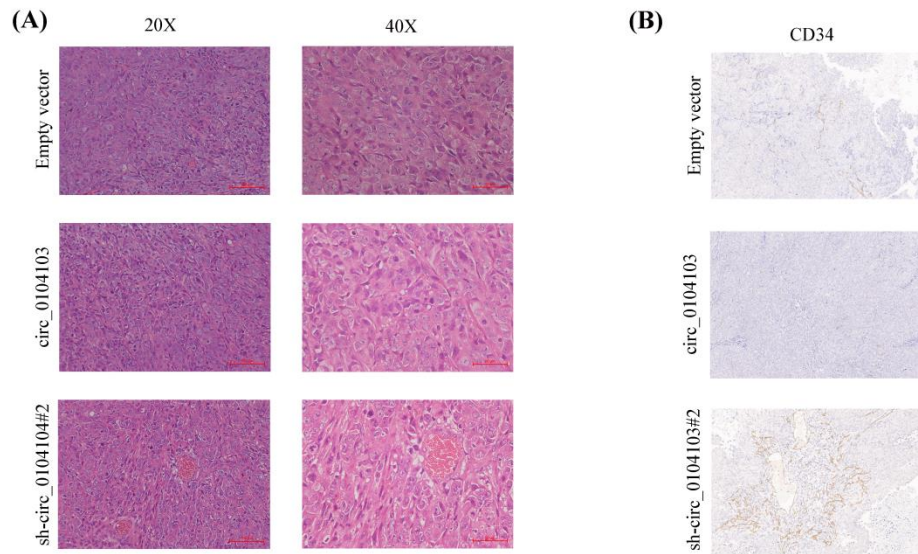 (A)
20X
40X
Empty vector
circ_0104103
sh-circ_0104104#2
(B)
CD34
Empty vector
circ_0104103
sh-circ_0104103#2